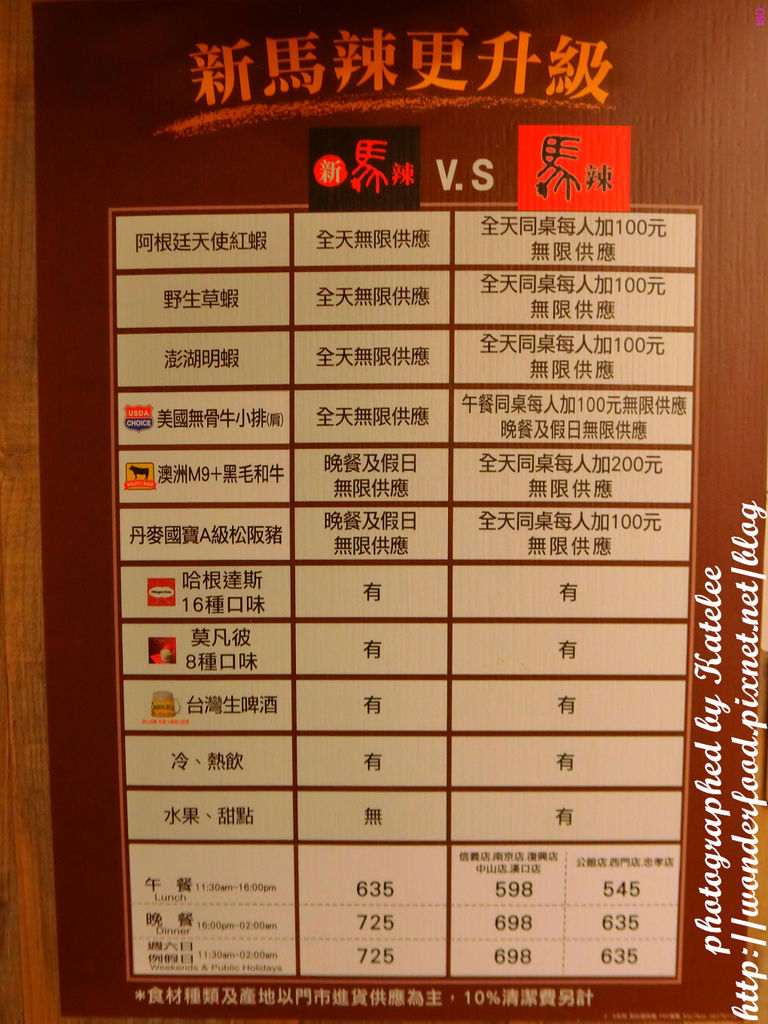 OSI
新馬辣更升級
新馬辣 V.S 馬辣
阿根廷天使紅蝦 全天無限供應 全天同桌每人加100元
無限供應
野生草蝦 全天無限供應 全天同桌每人加100元
無限供應
澎湖明蝦 全天無限供應 全天同桌每人加100元
無限供應
USDA
CHOICE
美國無骨牛小排(肩) 全天無限供應 午餐同桌每人加100元無限供應
晚餐及假日無限供應
澳洲M9+黑毛和牛 晚餐及假日
無限供應 全天同桌每人加200元
無限供應
丹麥國寶A級松阪豬 晚餐及假日
無限供應 全天同桌每人加100元
無限供應
哈根達斯
16種口味 有 有
莫凡彼
8種口味 有 有
台灣生啤酒 有 有
冷、熱飲 有 有
水果、甜點 無 有
信義店.南京店.復興店
中山店.漢口店
公館店.西門店.忠孝店
午 餐 11:30am~16:00pm 635 598 545
Lunch
晚 餐 16:00pm~02:00am 725 698 635
Dinner
週六日
例假日 11:30am~02:00am 725 698 635
Weekends & Public Holidays
*食材種類及產地以門市進貨供應為主，10%清潔費另計
photographed by Katelee
http://wonderfood.pixnet.net/blog